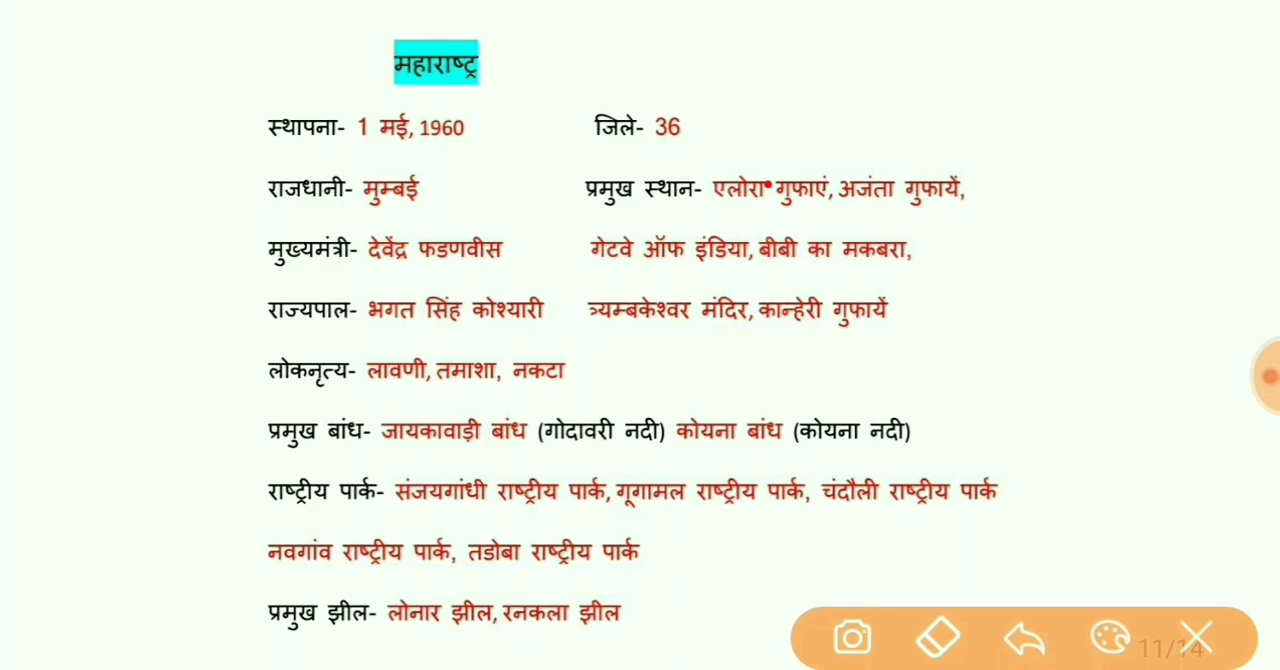 महाराष्ट्र
स्थापना- 1 मई, 1960 जिले- 36
राजधानी- मुम्बई प्रमुख स्थान- एलोरा गुफाएं, अजंता गुफायें,
मुख्यमंत्री- देवेंद्र फडणवीस गेटवे ऑफ इंडिया, बीबी का मकबरा,
राज्यपाल- भगत सिंह कोश्यारी त्र्यम्बकेश्वर मंदिर, कान्हेरी गुफायें
लोकनृत्य- लावणी, तमाशा, नकटा
प्रमुख बांध- जायकावाड़ी बांध (गोदावरी नदी) कोयना बांध (कोयना नदी)
राष्ट्रीय पार्क- संजयगांधी राष्ट्रीय पार्क, गूगामल राष्ट्रीय पार्क, चंदौली राष्ट्रीय पार्क
नवगांव राष्ट्रीय पार्क, तडोबा राष्ट्रीय पार्क
प्रमुख झील- लोनार झील, रनकला झील
11/14